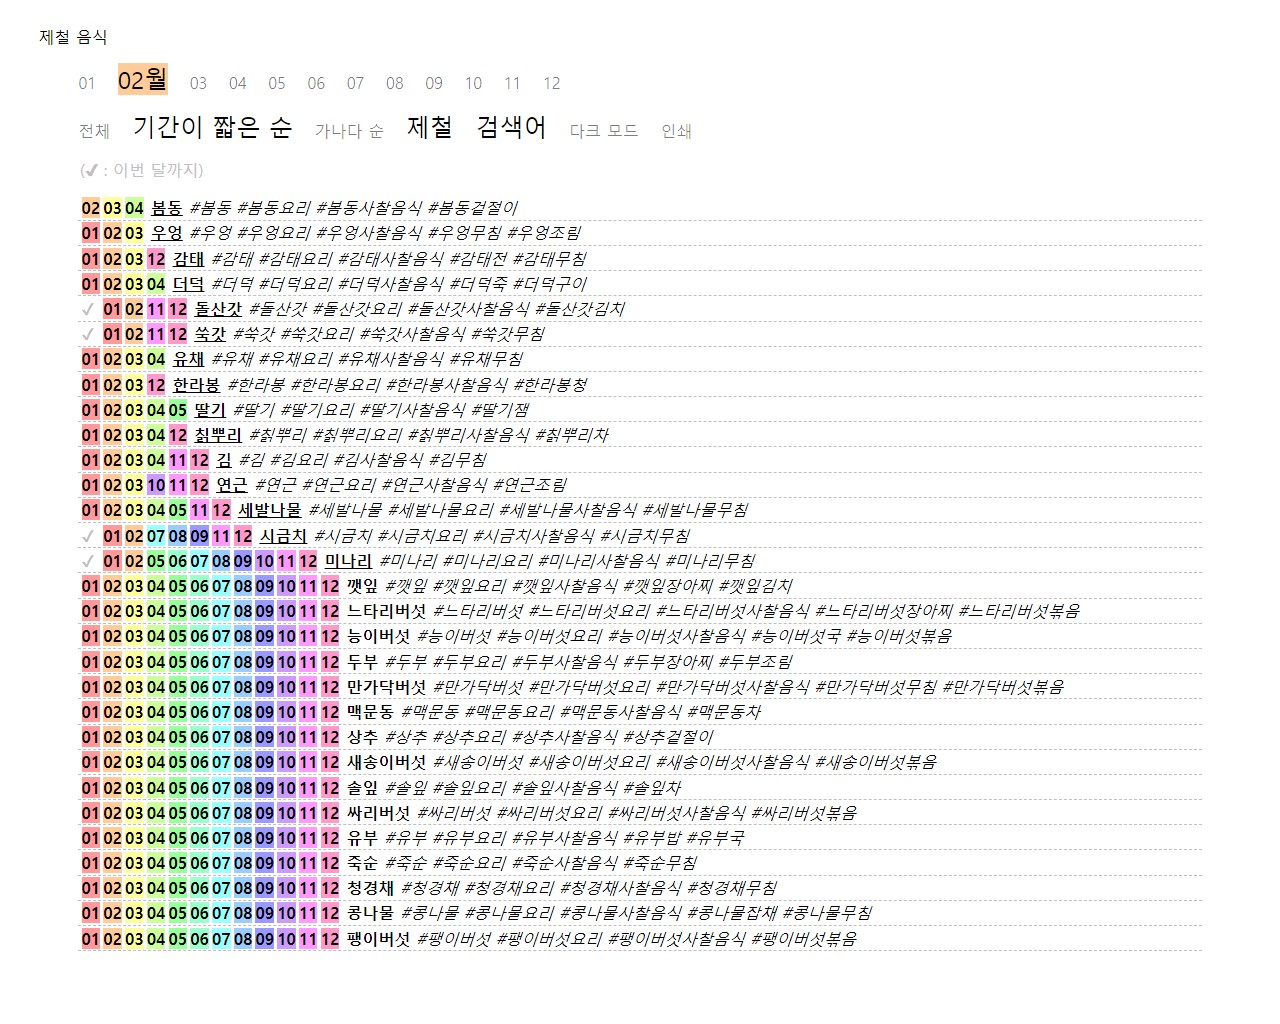 제철 음식
01 02월 03 04 05 06 07 08 09 10 11 12
전체 기간이 짧은 순 가나다 순 제철 검색어 다크 모드 인쇄
(✔ : 이번 달까지)
02 03 04 봄동 #봄동 #봄동요리 #봄동사찰음식 #봄동겉절이
01 02 03 우엉 #우엉 #우엉요리 #우엉사찰음식 #우엉무침 #우엉조림
01 02 03 12 감태 #감태 #감태요리 #감태사찰음식 #감태전 #감태무침
01 02 03 04 더덕 #더덕 #더덕요리 #더덕사찰음식 #더덕죽 #더덕구이
✓ 01 02 11 12 돌산갓 #돌산갓 #돌산갓요리 #돌산갓사찰음식 #돌산갓김치
✓ 01 02 11 12 쑥갓 #쑥갓 #쑥갓요리 #쑥갓사찰음식 #쑥갓무침
01 02 03 04 유채 #유채 #유채요리 #유채사찰음식 #유채무침
01 02 03 12 한라봉 #한라봉 #한라봉요리 #한라봉사찰음식 #한라봉청
01 02 03 04 05 딸기 #딸기 #딸기요리 #딸기사찰음식 #딸기잼
01 02 03 04 12 칡뿌리 #칡뿌리 #칡뿌리요리 #칡뿌리사찰음식 #칡뿌리차
01 02 03 04 11 12 김 #김 #김요리 #김사찰음식 #김무침
01 02 03 10 11 12 연근 #연근 #연근요리 #연근사찰음식 #연근조림
01 02 03 04 05 11 12 세발나물 #세발나물 #세발나물요리 #세발나물사찰음식 #세발나물무침
✓ 01 02 07 08 09 11 12 시금치 #시금치 #시금치요리 #시금치사찰음식 #시금치무침
✓ 01 02 05 06 07 08 09 10 11 12 미나리 #미나리 #미나리요리 #미나리사찰음식 #미나리무침
01 02 03 04 05 06 07 08 09 10 11 12 깻잎 #깻잎 #깻잎요리 #깻잎사찰음식 #깻잎장아찌 #깻잎김치
01 02 03 04 05 06 07 08 09 10 11 12 느타리버섯 #느타리버섯 #느타리버섯요리 #느타리버섯사찰음식 #느타리버섯장아찌 #느타리버섯볶음
01 02 03 04 05 06 07 08 09 10 11 12 능이버섯 #능이버섯 #능이버섯요리 #능이버섯사찰음식 #능이버섯국 #능이버섯볶음
01 02 03 04 05 06 07 08 09 10 11 12 두부 #두부 #두부요리 #두부사찰음식 #두부장아찌 #두부조림
01 02 03 04 05 06 07 08 09 10 11 12 만가닥버섯 #만가닥버섯 #만가닥버섯요리 #만가닥버섯사찰음식 #만가닥버섯무침 #만가닥버섯볶음
01 02 03 04 05 06 07 08 09 10 11 12 맥문동 #맥문동 #맥문동요리 #맥문동사찰음식 #맥문동차
01 02 03 04 05 06 07 08 09 10 11 12 상추 #상추 #상추요리 #상추사찰음식 #상추겉절이
01 02 03 04 05 06 07 08 09 10 11 12 새송이버섯 #새송이버섯 #새송이버섯요리 #새송이버섯사찰음식 #새송이버섯볶음
01 02 03 04 05 06 07 08 09 10 11 12 솔잎 #솔잎 #솔잎요리 #솔잎사찰음식 #솔잎차
01 02 03 04 05 06 07 08 09 10 11 12 싸리버섯 #싸리버섯 #싸리버섯요리 #싸리버섯사찰음식 #싸리버섯볶음
01 02 03 04 05 06 07 08 09 10 11 12 유부 #유부 #유부요리 #유부사찰음식 #유부밥 #유부국
01 02 03 04 05 06 07 08 09 10 11 12 죽순 #죽순 #죽순요리 #죽순사찰음식 #죽순무침
01 02 03 04 05 06 07 08 09 10 11 12 청경채 #청경채 #청경채요리 #청경채사찰음식 #청경채무침
01 02 03 04 05 06 07 08 09 10 11 12 콩나물 #콩나물 #콩나물요리 #콩나물사찰음식 #콩나물잡채 #콩나물무침
01 02 03 04 05 06 07 08 09 10 11 12 팽이버섯 #팽이버섯 #팽이버섯요리 #팽이버섯사찰음식 #팽이버섯볶음